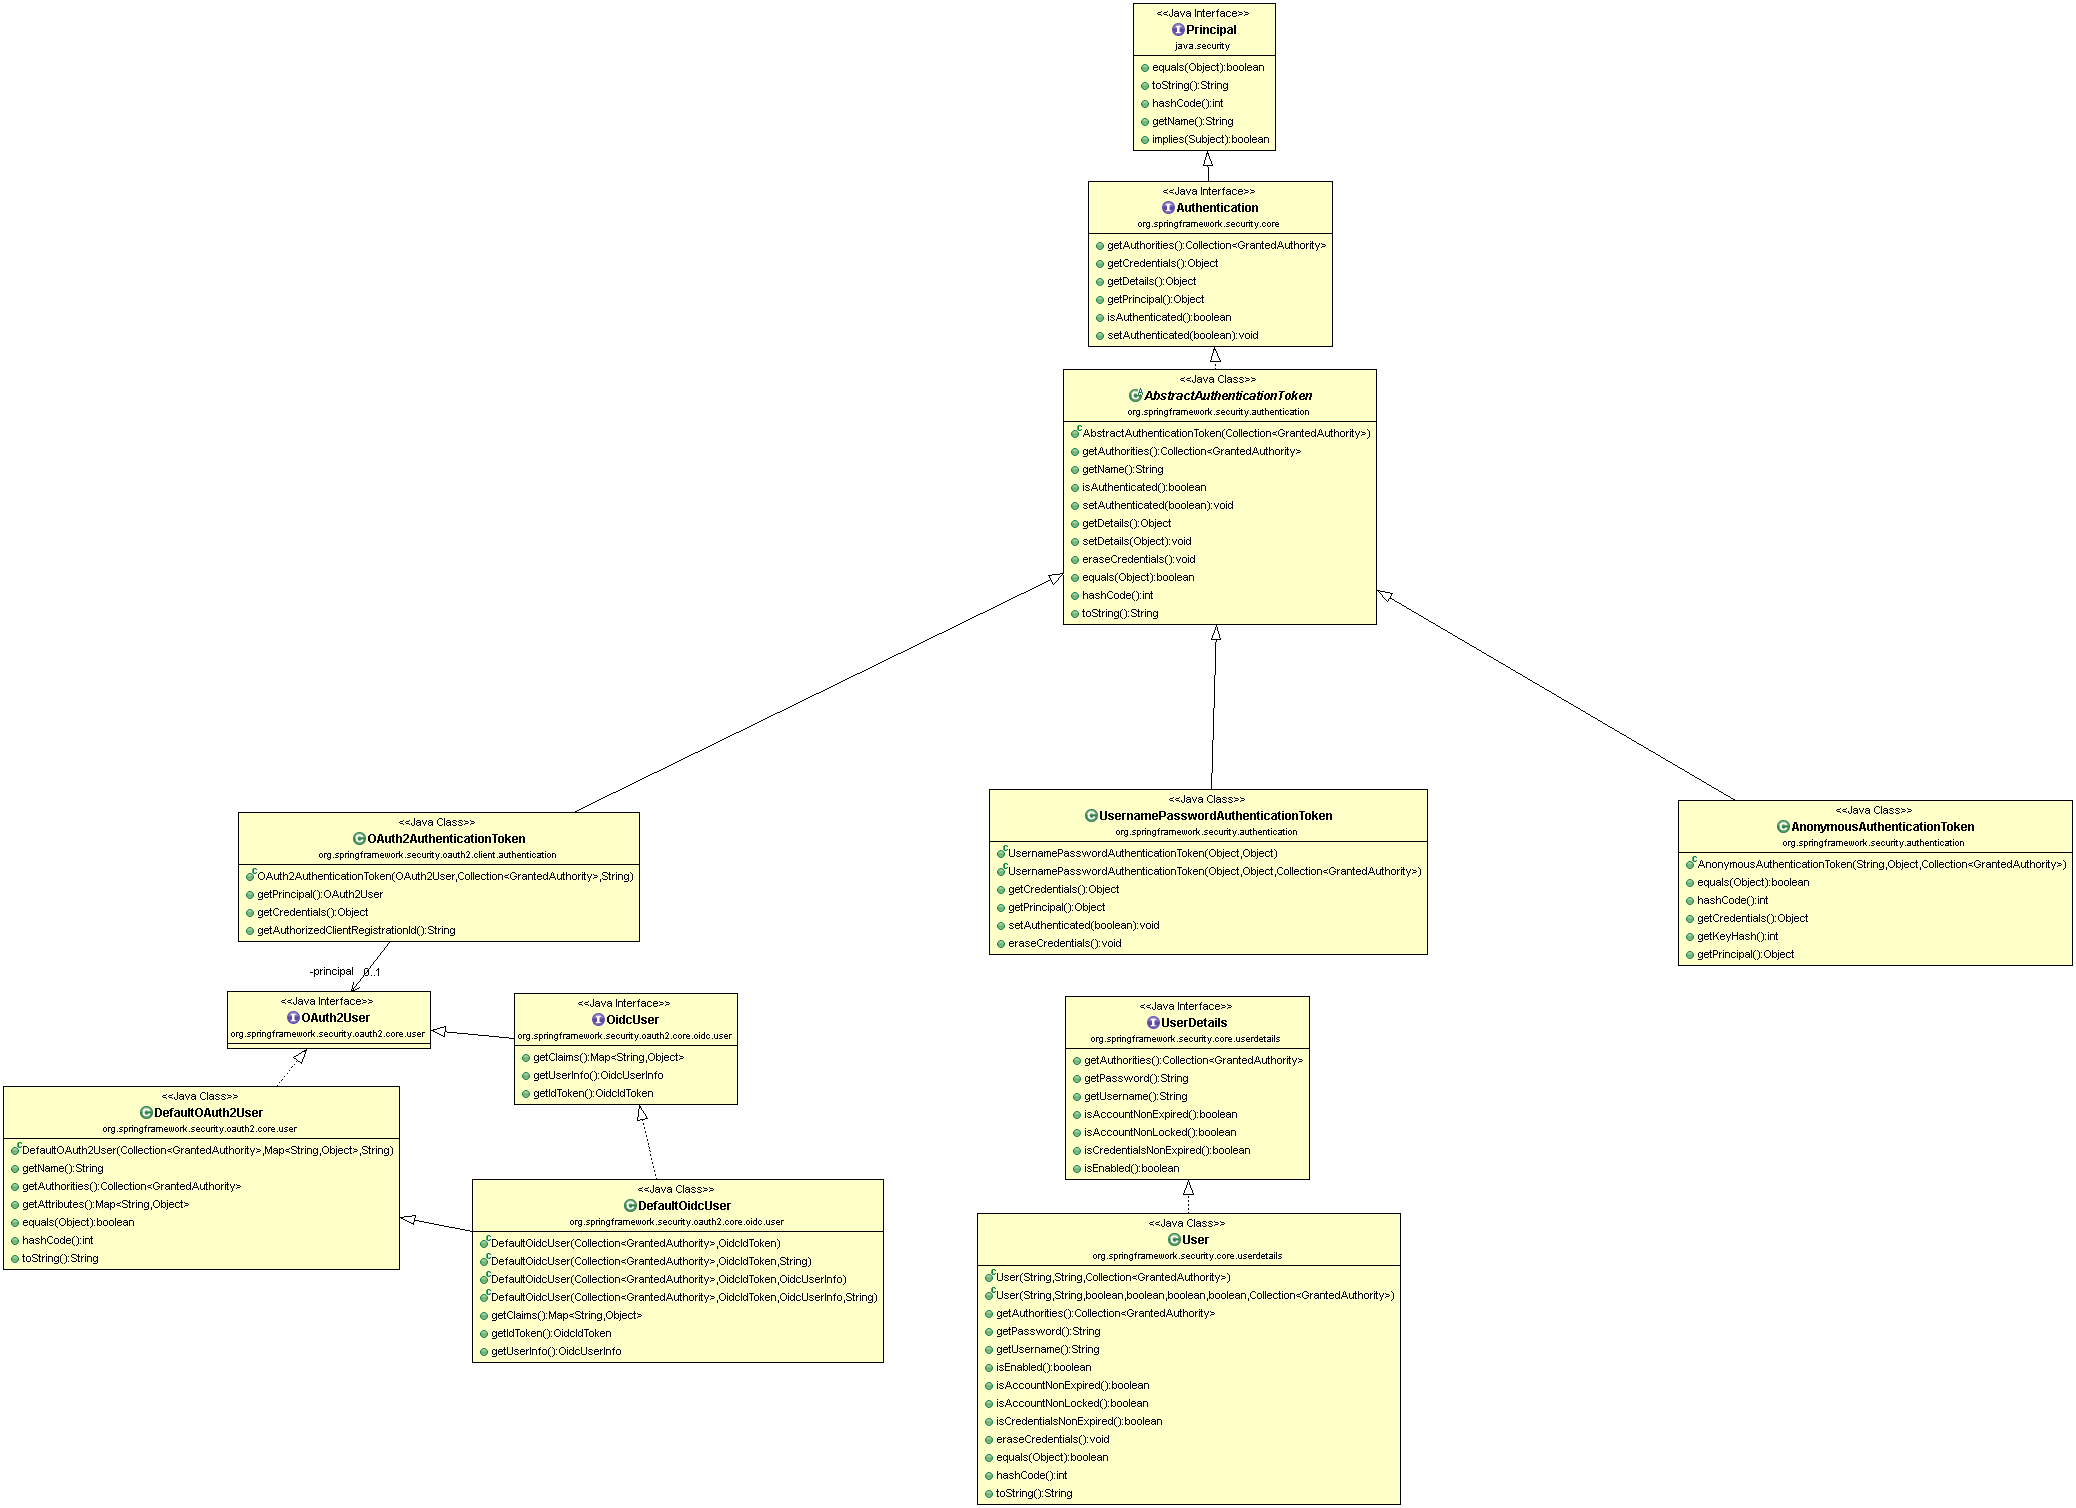 <<Java Interface>>
Principal
java.security
equals(Object):boolean
toString():String
hashCode():int
getName():String
implies(Subject):boolean
<<Java Interface>>
Authentication
org.springframework.security.core
getAuthorities():Collection<GrantedAuthority>
getCredentials():Object
getDetails():Object
getPrincipal():Object
isAuthenticated():boolean
setAuthenticated(boolean):void
<<Java Class>>
AbstractAuthenticationToken
org.springframework.security.authentication
AbstractAuthenticationToken(Collection<GrantedAuthority>)
getAuthorities():Collection<GrantedAuthority>
getName():String
isAuthenticated():boolean
setAuthenticated(boolean):void
getDetails():Object
setDetails(Object):void
eraseCredentials():void
equals(Object):boolean
hashCode():int
toString():String
<<Java Class>>
OAuth2AuthenticationToken
org.springframework.security.oauth2.client.authentication
OAuth2AuthenticationToken(OAuth2User,Collection<GrantedAuthority>,String)
getPrincipal():OAuth2User
getCredentials():Object
getAuthorizedClientRegistrationId():String
<<Java Class>>
UsernamePasswordAuthenticationToken
org.springframework.security.authentication
UsernamePasswordAuthenticationToken(Object,Object)
UsernamePasswordAuthenticationToken(Object,Object,Collection<GrantedAuthority>)
getCredentials():Object
getPrincipal():Object
setAuthenticated(boolean):void
eraseCredentials():void
<<Java Class>>
AnonymousAuthenticationToken
org.springframework.security.authentication
AnonymousAuthenticationToken(String,Object,Collection<GrantedAuthority>)
equals(Object):boolean
hashCode():int
getCredentials():Object
getKeyHash():int
getPrincipal():Object
-principal 0..1
<<Java Interface>>
OAuth2User
org.springframework.security.oauth2.core.user
<<Java Interface>>
OidcUser
org.springframework.security.oauth2.core.oidc.user
getClaims():Map<String,Object>
getUserInfo():OidcUserInfo
getIdToken():OidcIdToken
<<Java Interface>>
UserDetails
org.springframework.security.core.userdetails
getAuthorities():Collection<GrantedAuthority>
getPassword():String
getUsername():String
isAccountNonExpired():boolean
isAccountNonLocked():boolean
isCredentialsNonExpired():boolean
isEnabled():boolean
<<Java Class>>
DefaultOAuth2User
org.springframework.security.oauth2.core.user
DefaultOAuth2User(Collection<GrantedAuthority>,Map<String,Object>,String)
getName():String
getAuthorities():Collection<GrantedAuthority>
getAttributes():Map<String,Object>
equals(Object):boolean
hashCode():int
toString():String
<<Java Class>>
DefaultOidcUser
org.springframework.security.oauth2.core.oidc.user
DefaultOidcUser(Collection<GrantedAuthority>,OidcIdToken)
DefaultOidcUser(Collection<GrantedAuthority>,OidcIdToken,String)
DefaultOidcUser(Collection<GrantedAuthority>,OidcIdToken,OidcUserInfo)
DefaultOidcUser(Collection<GrantedAuthority>,OidcIdToken,OidcUserInfo,String)
getClaims():Map<String,Object>
getIdToken():OidcIdToken
getUserInfo():OidcUserInfo
<<Java Class>>
User
org.springframework.security.core.userdetails
User(String,String,Collection<GrantedAuthority>)
User(String,String,boolean,boolean,boolean,boolean,Collection<GrantedAuthority>)
getAuthorities():Collection<GrantedAuthority>
getPassword():String
getUsername():String
isEnabled():boolean
isAccountNonExpired():boolean
isAccountNonLocked():boolean
isCredentialsNonExpired():boolean
eraseCredentials():void
equals(Object):boolean
hashCode():int
toString():String